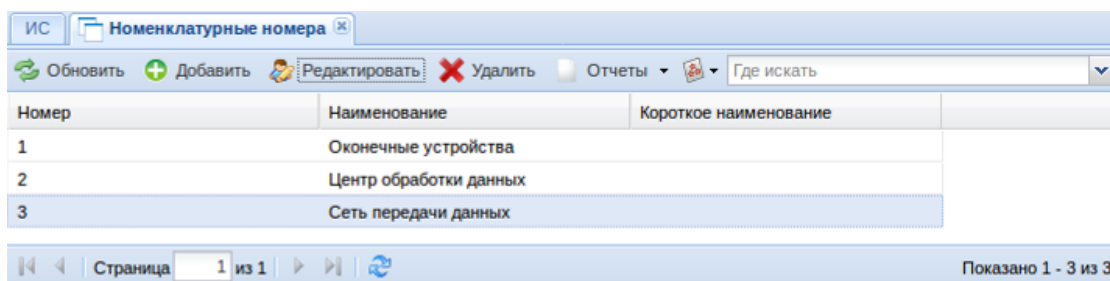 ИС Номенклатурные номера
Обновить Добавить Редактировать Удалить Отчеты Где искать
Номер Наименование Короткое наименование
1 Оконечные устройства
2 Центр обработки данных
3 Сеть передачи данных
Страница 1 из 1 Показано 1 - 3 из 3